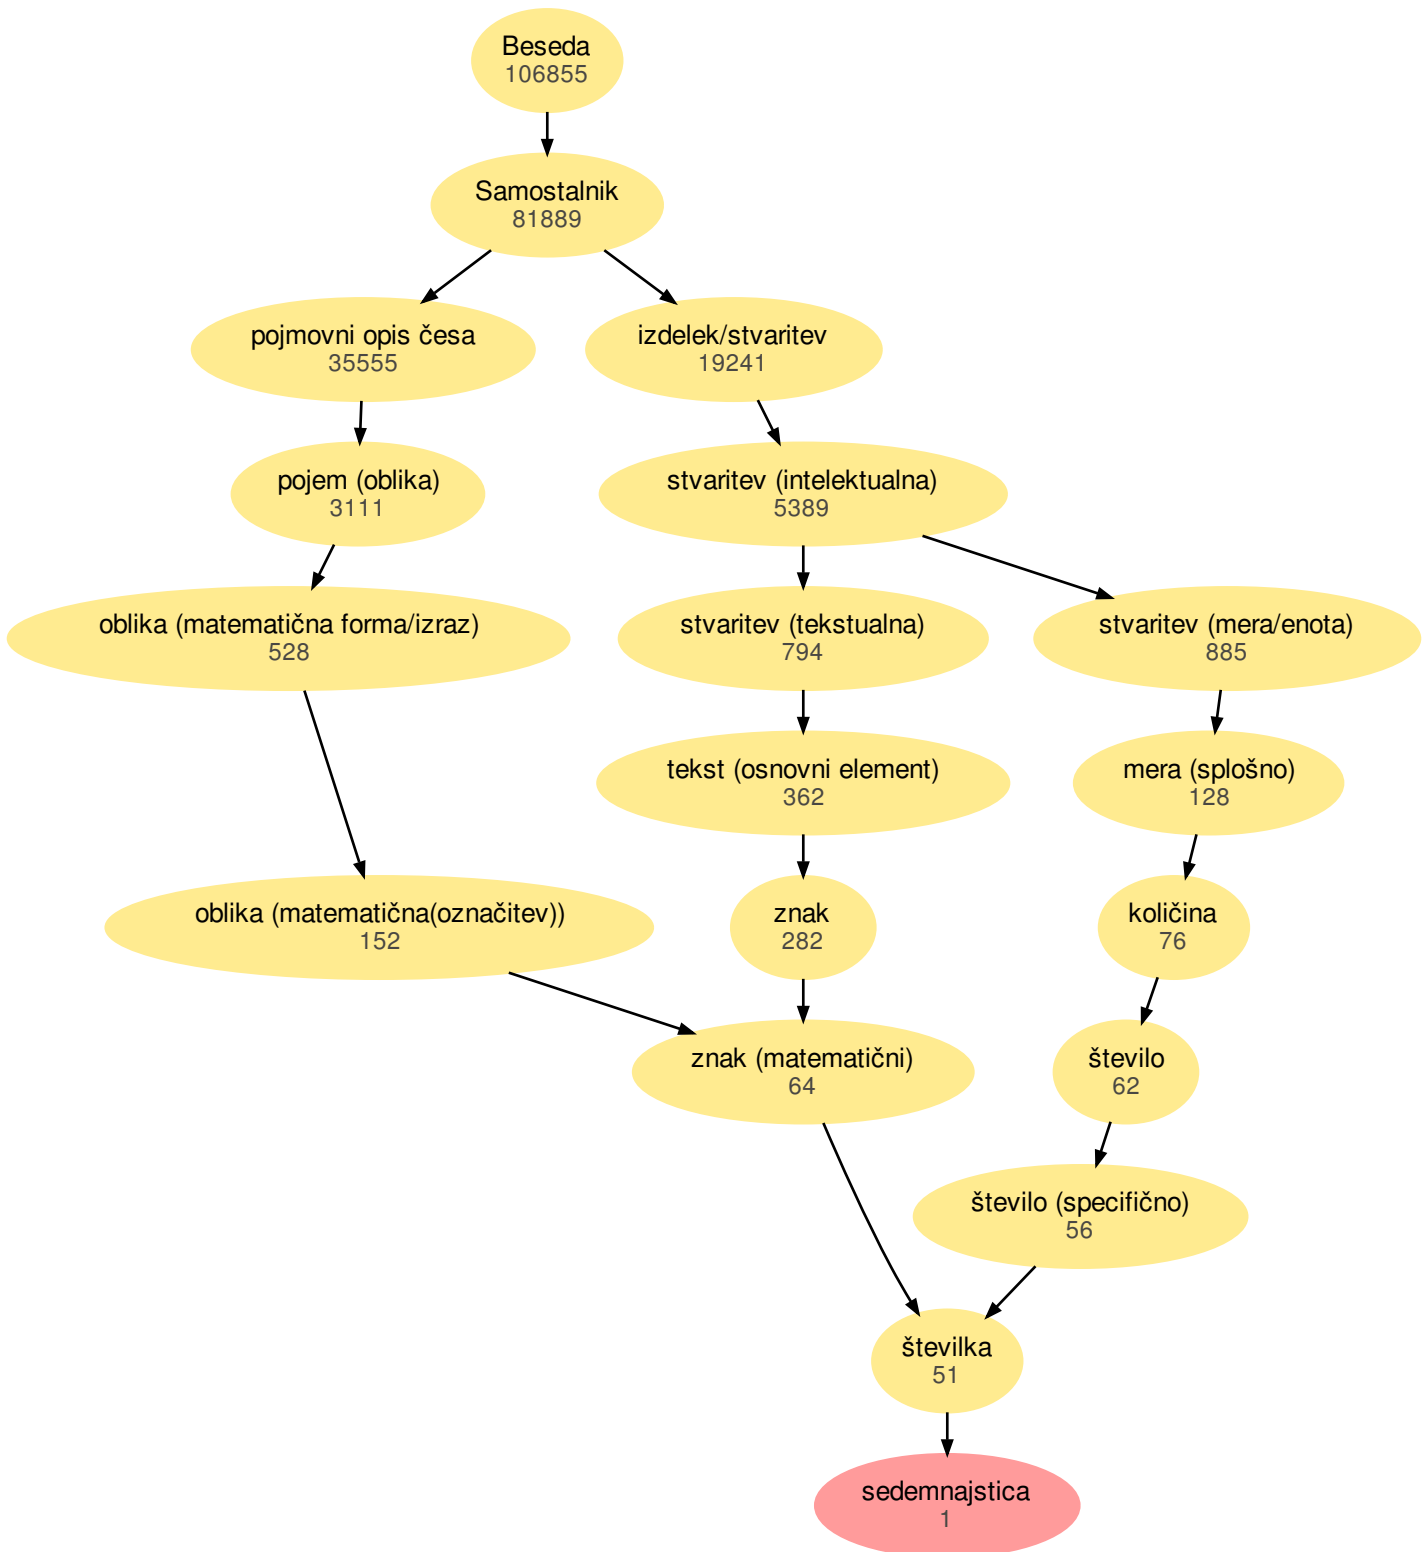 Beseda
106855
Samostalnik
81889
pojmovni opis česa
35555
izdelek/stvaritev
19241
pojem (oblika)
3111
stvaritev (intelektualna)
5389
oblika (matematična forma/izraz)
528
stvaritev (tekstualna)
794
stvaritev (mera/enota)
885
tekst (osnovni element)
362
mera (splošno)
128
oblika (matematična(označitev))
152
znak
282
količina
76
znak (matematični)
64
število
62
število (specifično)
56
številka
51
sedemnajstica
1